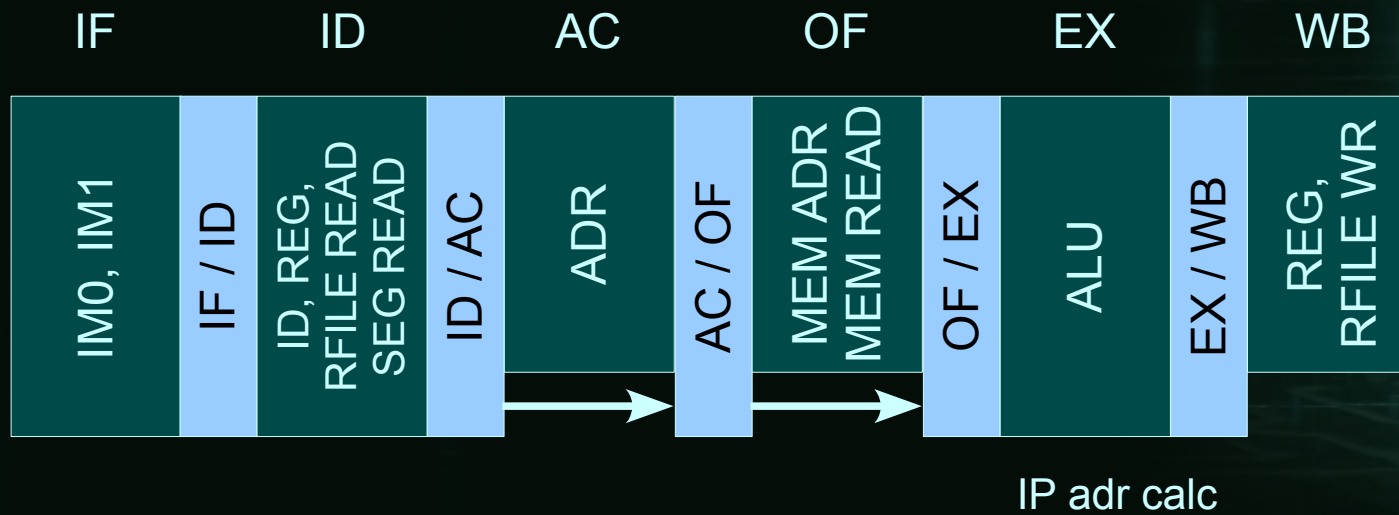 IF
ID
AC
OF
EX
WB
IM0, IM1
IF / ID
ID, REG,
RFILE READ
SEG READ
ID / AC
ADR
AC / OF
MEM ADR
MEM READ
OF / EX
ALU
EX / WB
REG,
RFILE WR
IP adr calc